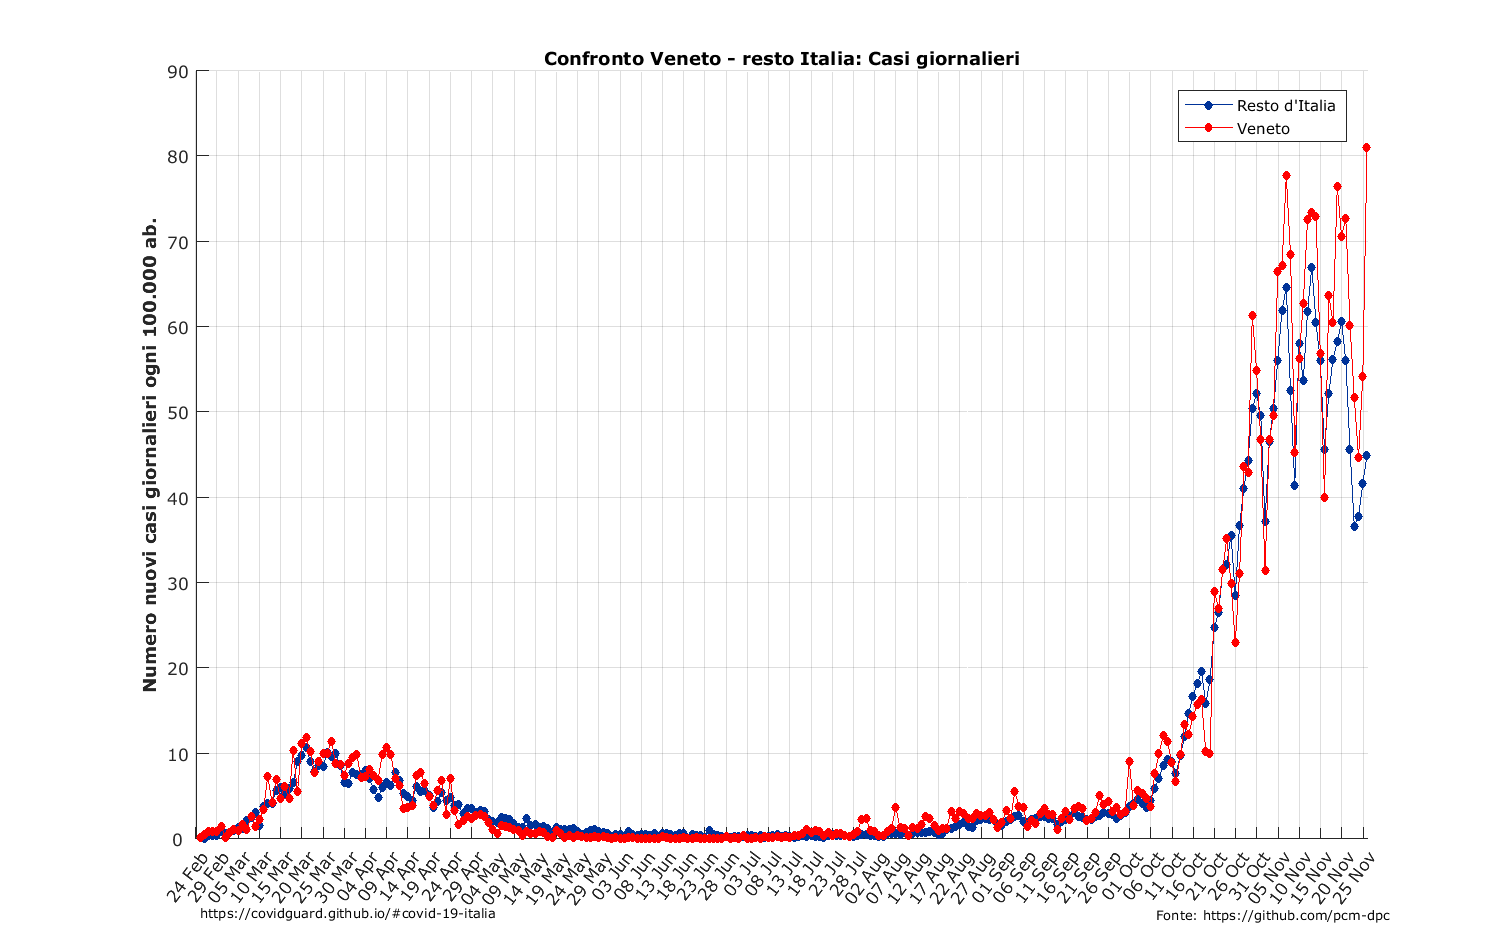 Confronto Veneto - resto Italia: Casi giornalieri
Numero nuovi casi giornalieri ogni 100.000 ab.
90
80
70
60
50
40
30
20
10
0
Resto d'Italia
Veneto
24 Feb
29 Feb
05 Mar
10 Mar
15 Mar
20 Mar
25 Mar
30 Mar
04 Apr
09 Apr
14 Apr
19 Apr
24 Apr
29 Apr
04 May
09 May
14 May
19 May
24 May
29 May
03 Jun
08 Jun
13 Jun
18 Jun
23 Jun
28 Jun
03 Jul
08 Jul
13 Jul
18 Jul
23 Jul
28 Jul
02 Aug
07 Aug
12 Aug
17 Aug
22 Aug
27 Aug
01 Sep
06 Sep
11 Sep
16 Sep
21 Sep
26 Sep
01 Oct
06 Oct
11 Oct
16 Oct
21 Oct
26 Oct
31 Oct
05 Nov
10 Nov
15 Nov
20 Nov
25 Nov
https://covidguard.github.io/#covid-19-italia
Fonte: https://github.com/pcm-dpc